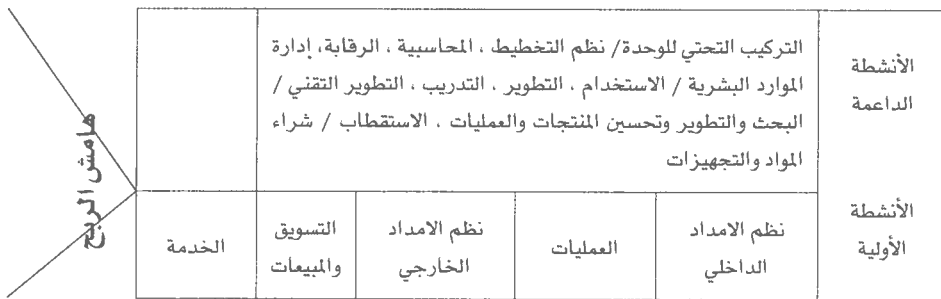 الأنشطة
الداعمة
التركيب التحتي للوحدة/ نظم التخطيط ، المحاسبية ، الرقابة، إدارة
الموارد البشرية / الاستخدام ، التطوير ، التدريب ، التطوير التقني /
البحث والتطوير وتحسين المنتجات والعمليات ، الاستقطاب / شراء
المواد والتجهيزات
الأنشطة
الأولية
نظم الامداد
الداخلي
العمليات
نظم الامداد
الخارجي
التسويق
والمبيعات
الخدمة
هامش الربح